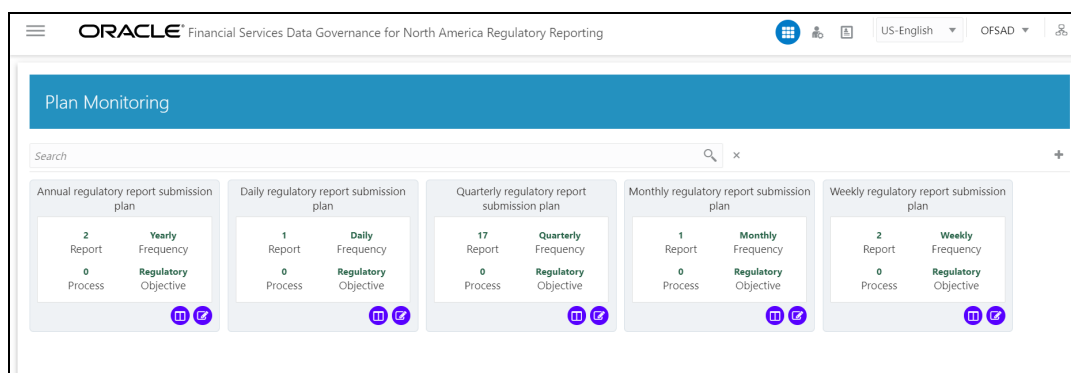 ORACLE® Financial Services Data Governance for North America Regulatory Reporting
US-English
OFSAD
Plan Monitoring
Search
Annual regulatory report submission
plan
2 Yearly
Report Frequency
0 Regulatory
Process Objective
Daily regulatory report submission
plan
1 Daily
Report Frequency
0 Regulatory
Process Objective
Quarterly regulatory report
submission plan
17 Quarterly
Report Frequency
0 Regulatory
Process Objective
Monthly regulatory report submission
plan
1 Monthly
Report Frequency
0 Regulatory
Process Objective
Weekly regulatory report submission
plan
2 Weekly
Report Frequency
0 Regulatory
Process Objective